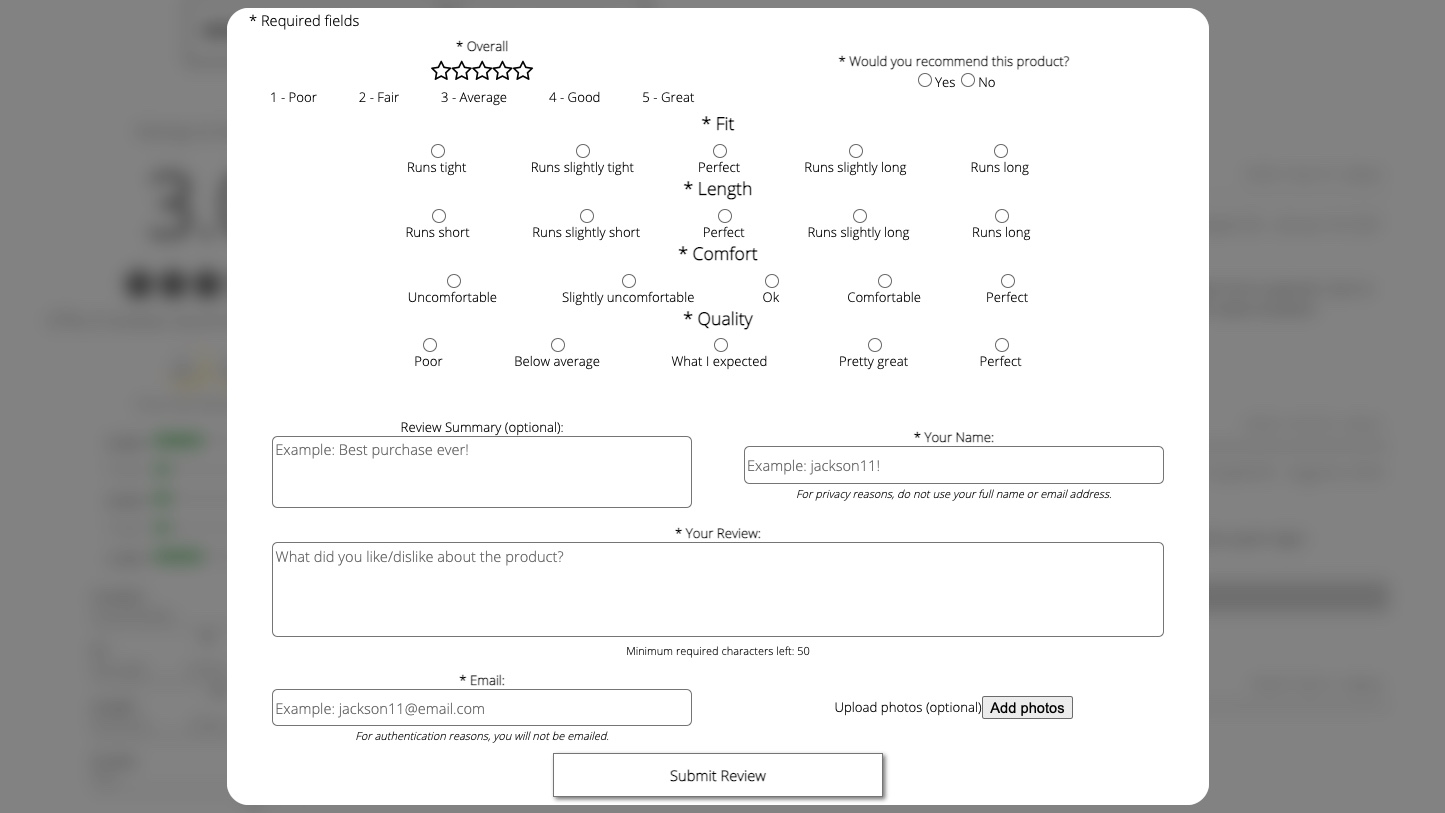 * Required fields
* Overall
* Would you recommend this product?
Yes No
1 - Poor 2 - Fair 3 - Average 4 - Good 5 - Great
* Fit
Runs tight Runs slightly tight Perfect Runs slightly long Runs long
* Length
Runs short Runs slightly short Perfect Runs slightly long Runs long
* Comfort
Uncomfortable Slightly uncomfortable Ok Comfortable Perfect
* Quality
Poor Below average What I expected Pretty great Perfect
Review Summary (optional):
Example: Best purchase ever!
* Your Name:
Example: jackson11!
For privacy reasons, do not use your full name or email address.
* Your Review:
What did you like/dislike about the product?
Minimum required characters left: 50
* Email:
Example: jackson11@email.com
For authentication reasons, you will not be emailed.
Upload photos (optional) Add photos
Submit Review